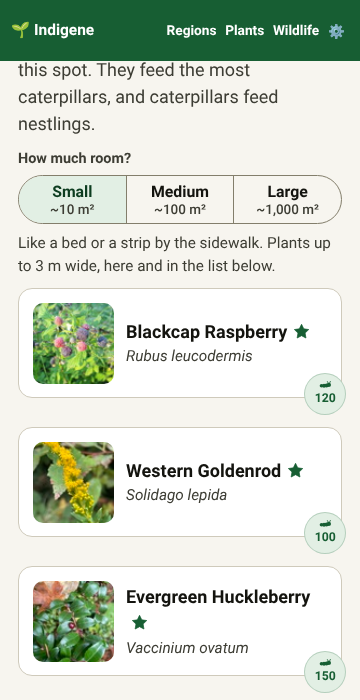 🌱 Indigene
Regions Plants Wildlife ⚙️
this spot. They feed the most
caterpillars, and caterpillars feed
nestlings.
How much room?
Small
~10 m²
Medium
~100 m²
Large
~1,000 m²
Like a bed or a strip by the sidewalk. Plants up
to 3 m wide, here and in the list below.
Blackcap Raspberry ★
Rubus leucodermis
120
Western Goldenrod ★
Solidago lepida
100
Evergreen Huckleberry
★
Vaccinium ovatum
150